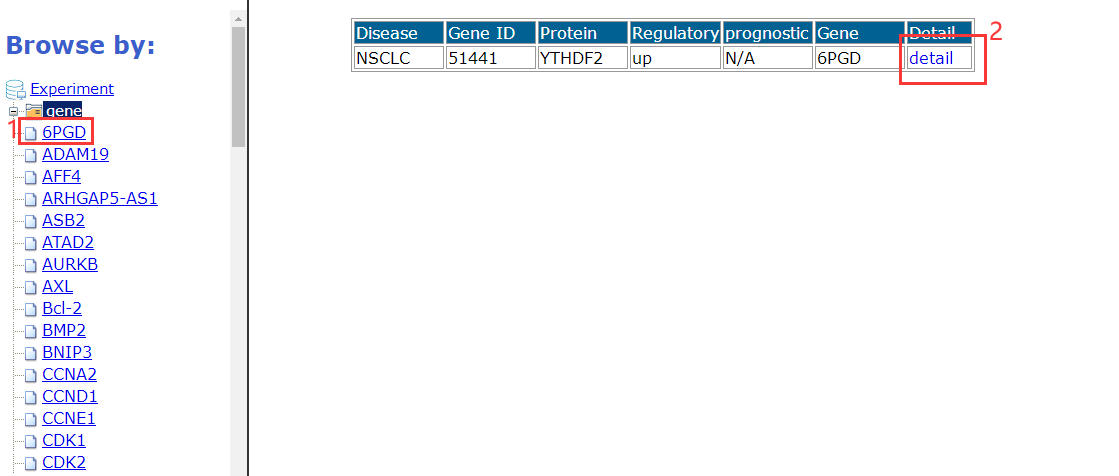 Browse by:
Experiment
gene
1
6PGD
ADAM19
AFF4
ARHGAP5-AS1
ASB2
ATAD2
AURKB
AXL
Bcl-2
BMP2
BNIP3
CCNA2
CCND1
CCNE1
CDK1
CDK2
Disease Gene ID Protein Regulatory prognostic Gene Detail
2
NSCLC 51441 YTHDF2 up N/A 6PGD detail